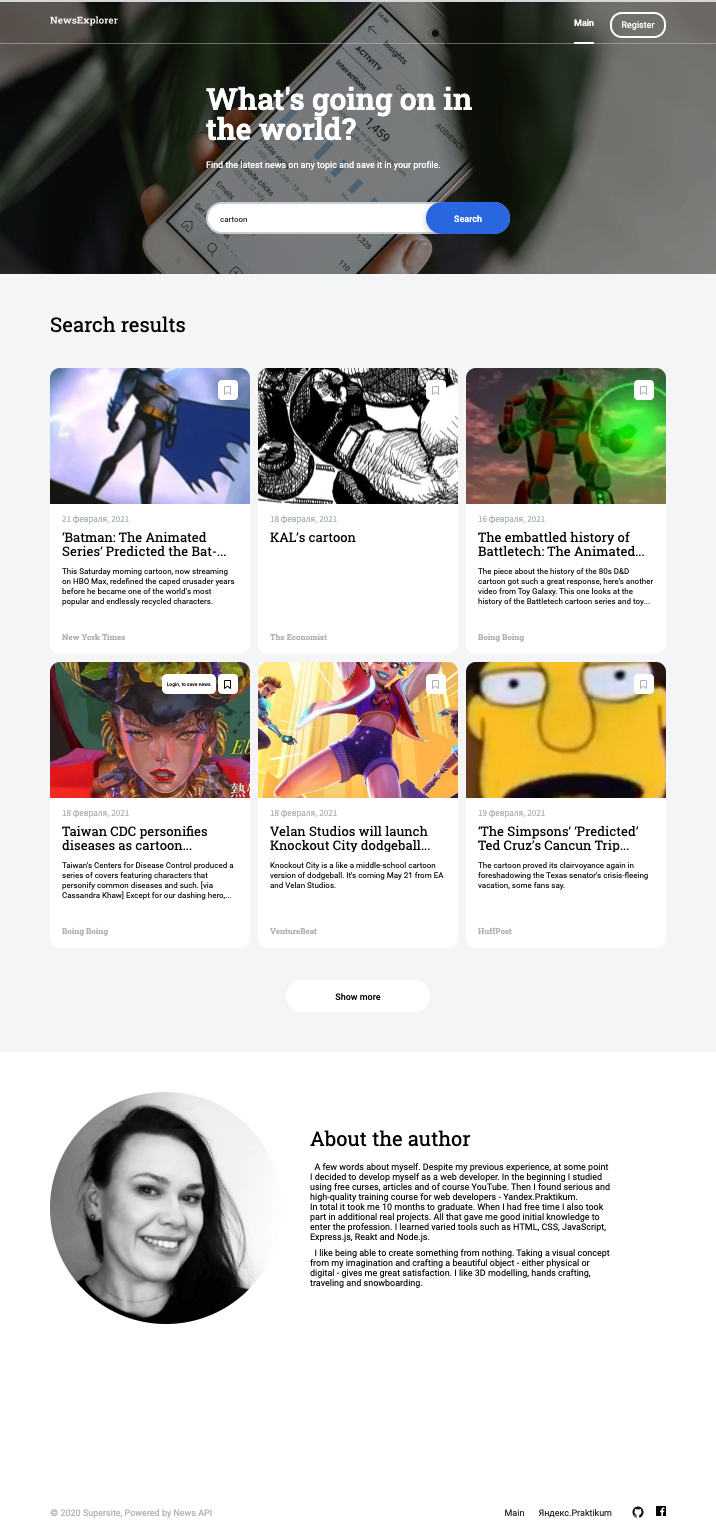 NewsExplorer
Main
Register
What's going on in
the world?
Find the latest news on any topic and save it in your profile.
cartoon
Search
Insights
ACTIVITY
Interactions
1,459
AUDIENCE
Emails
1,328
110
Search results
21 февраля, 2021
'Batman: The Animated
Series' Predicted the Bat-...
This Saturday morning cartoon, now streaming
on HBO Max, redefined the caped crusader years
before he became one of the world's most
popular and endlessly recycled characters.
New York Times
18 февраля, 2021
KAL's cartoon
The Economist
16 февраля, 2021
The embattled history of
Battletech: The Animated...
The piece about the history of the 80s D&D
cartoon got such a great response, here's another
video from Toy Galaxy. This one looks at the
history of the Battletech cartoon series and toy...
Boing Boing
Login, to save news
18 февраля, 2021
Taiwan CDC personifies
diseases as cartoon...
Taiwan's Centers for Disease Control produced a
series of covers featuring characters that
personify common diseases and such. [via
Cassandra Khaw] Except for our dashing hero,...
Boing Boing
18 февраля, 2021
Velan Studios will launch
Knockout City dodgeball...
Knockout City is a like a middle-school cartoon
version of dodgeball. It's coming May 21 from EA
and Velan Studios.
VentureBeat
19 февраля, 2021
'The Simpsons' 'Predicted'
Ted Cruz's Cancun Trip...
The cartoon proved its clairvoyance again in
foreshadowing the Texas senator's crisis-fleeing
vacation, some fans say.
HuffPost
Show more
About the author
A few words about myself. Despite my previous experience, at some point
I decided to develop myself as a web developer. In the beginning I studied
using free curses, articles and of course YouTube. Then I found serious and
high-quality training course for web developers - Yandex.Praktikum.
In total it took me 10 months to graduate. When I had free time I also took
part in additional real projects. All that gave me good initial knowledge to
enter the profession. I learned varied tools such as HTML, CSS, JavaScript,
Express.js, Reakt and Node.js.
I like being able to create something from nothing. Taking a visual concept
from my imagination and crafting a beautiful object - either physical or
digital - gives me great satisfaction. I like 3D modelling, hands crafting,
traveling and snowboarding.
© 2020 Supersite, Powered by News API
Main
Яндекс.Praktikum